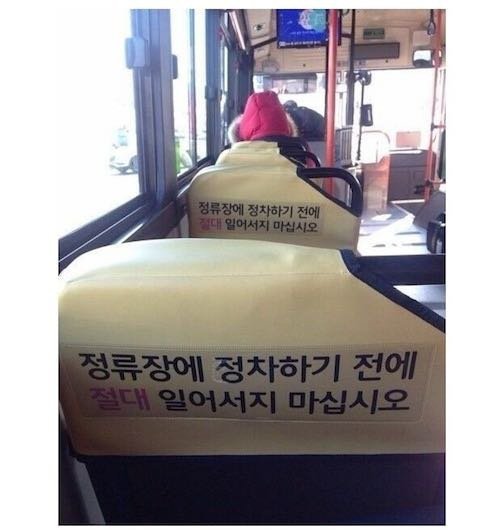 정류장에 정차하기 전에
절대 일어서지 마십시오
정류장에 정차하기 전에
절대 일어서지 마십시오